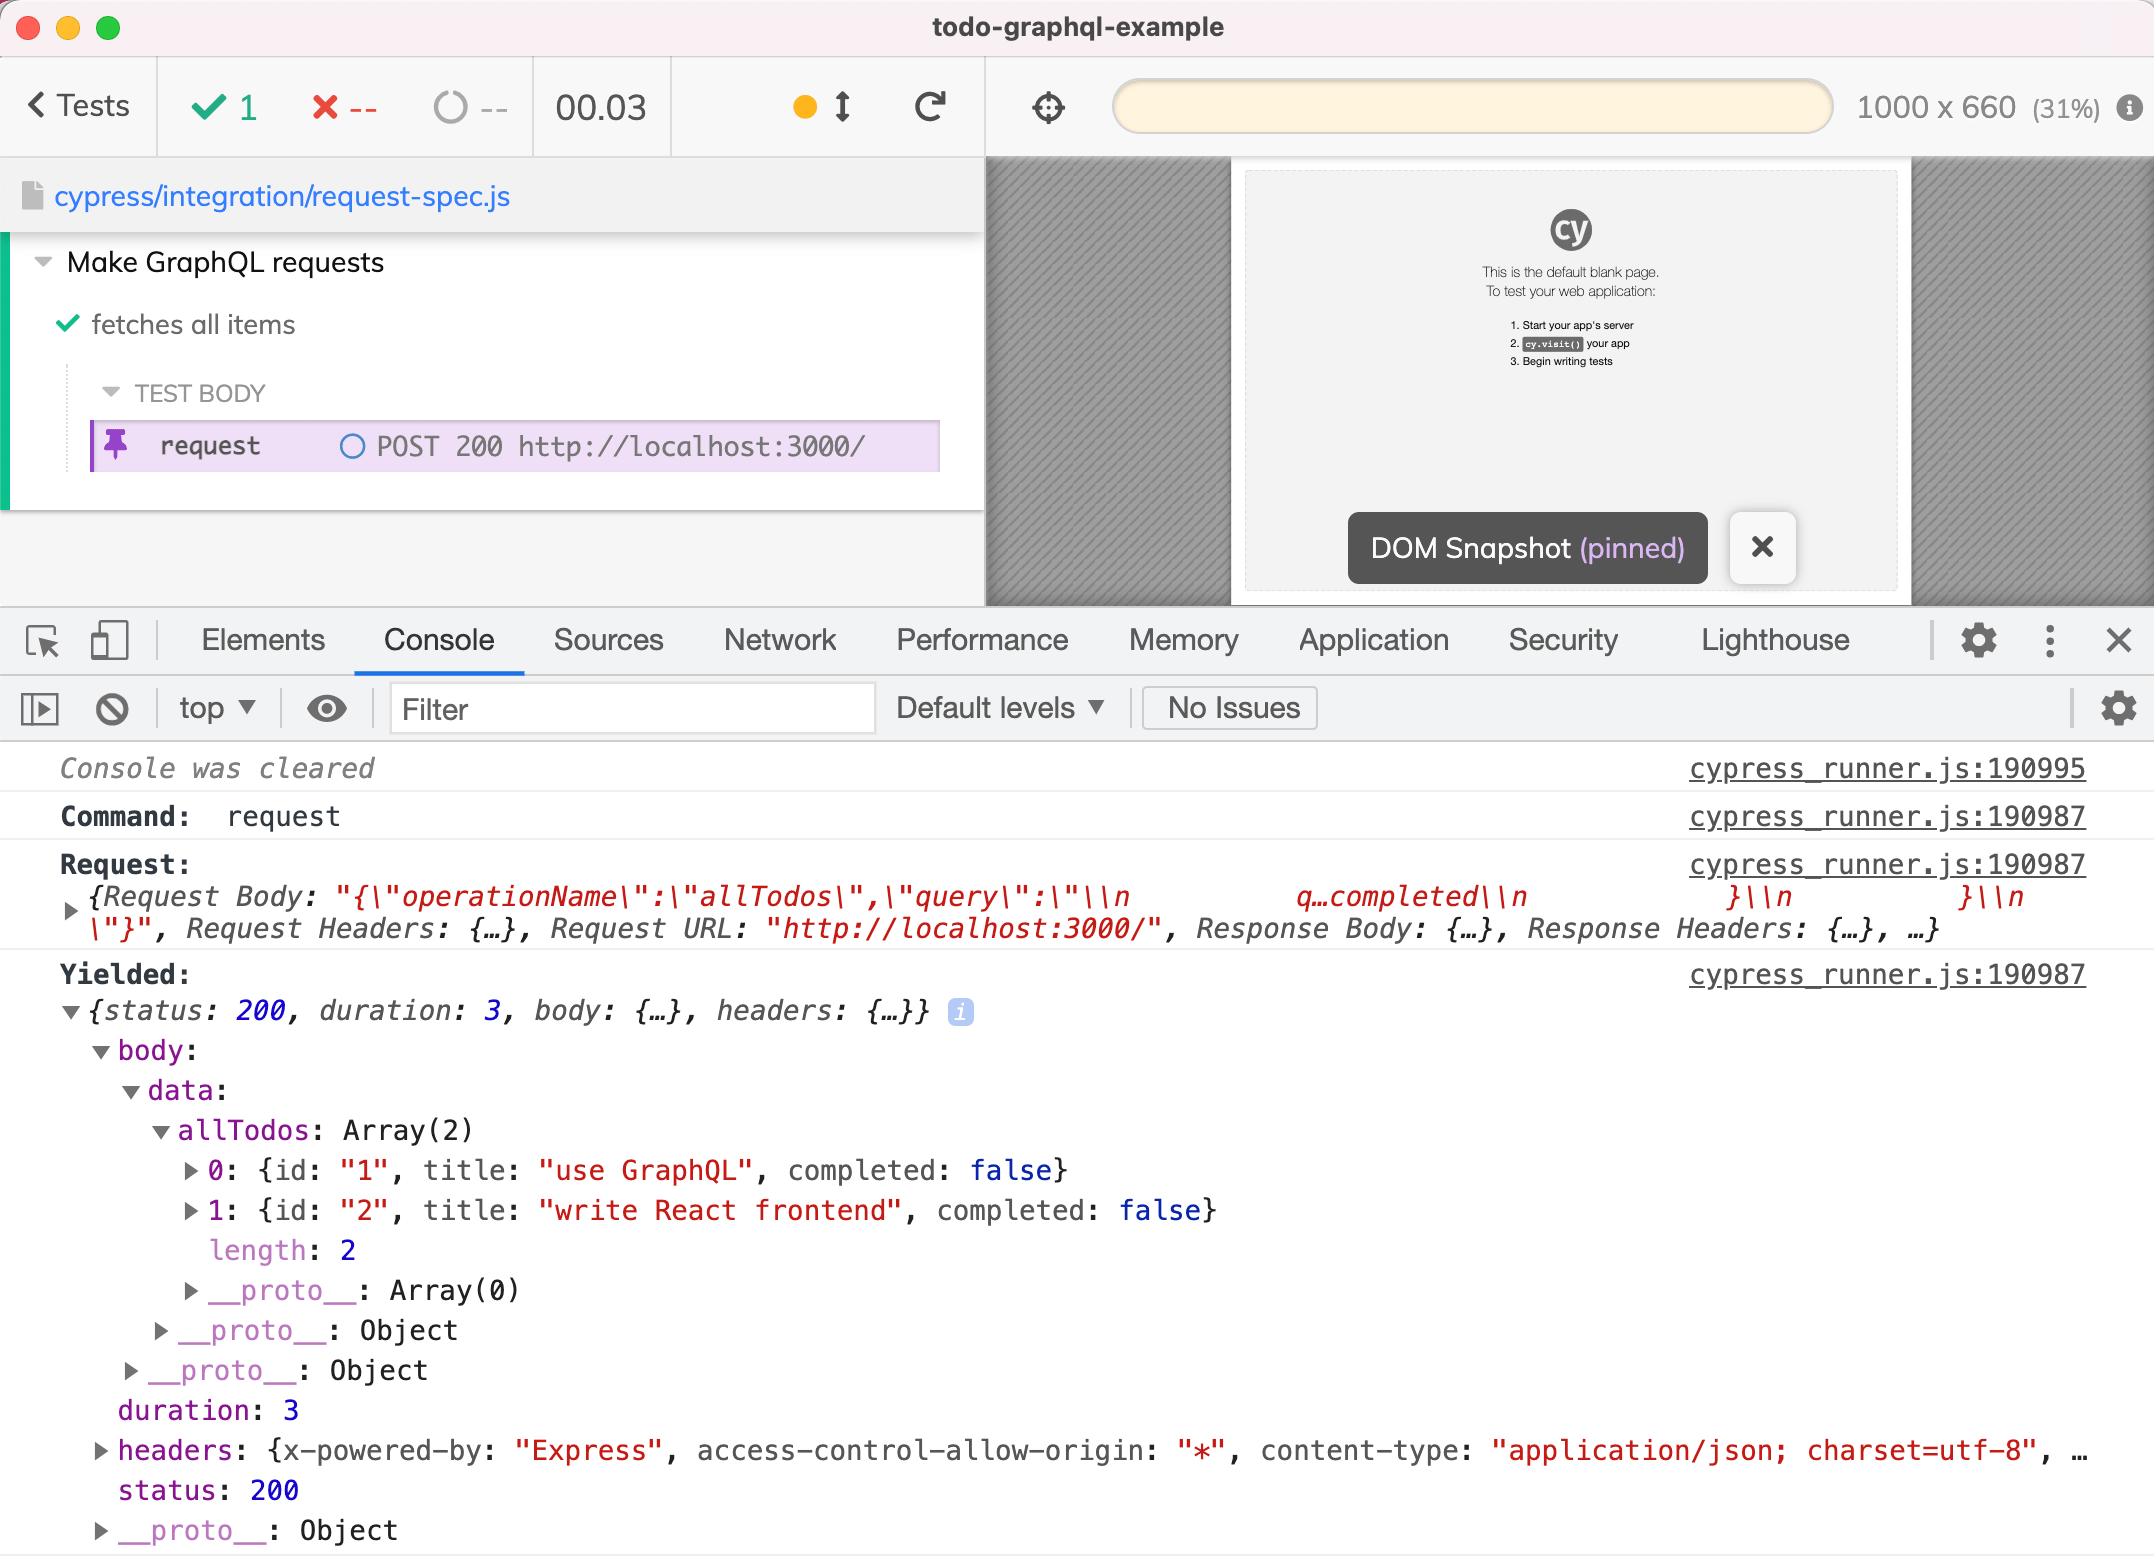 todo-graphql-example
Tests
1
--
--
00.03
1000 x 660 (31%)
cypress/integration/request-spec.js
Make GraphQL requests
fetches all items
TEST BODY
request POST 200 http://localhost:3000/
cy
This is the default blank page.
To test your web application:
1. Start your app's server
2. cy.visit() your app
3. Begin writing tests
DOM Snapshot (pinned)
Elements Console Sources Network Performance Memory Application Security Lighthouse
top Filter Default levels No Issues
Console was cleared cypress_runner.js:190995
Command: request cypress_runner.js:190987
Request: cypress_runner.js:190987
{Request Body: "{\"operationName\":\"allTodos\",\"query\":\"\\n q…completed\\n }\\n }\\n
\"}", Request Headers: {…}, Request URL: "http://localhost:3000/", Response Body: {…}, Response Headers: {…}, …}
Yielded: cypress_runner.js:190987
{status: 200, duration: 3, body: {…}, headers: {…}} i
body:
data:
allTodos: Array(2)
0: {id: "1", title: "use GraphQL", completed: false}
1: {id: "2", title: "write React frontend", completed: false}
length: 2
__proto__: Array(0)
__proto__: Object
__proto__: Object
duration: 3
headers: {x-powered-by: "Express", access-control-allow-origin: "*", content-type: "application/json; charset=utf-8", …
status: 200
__proto__: Object